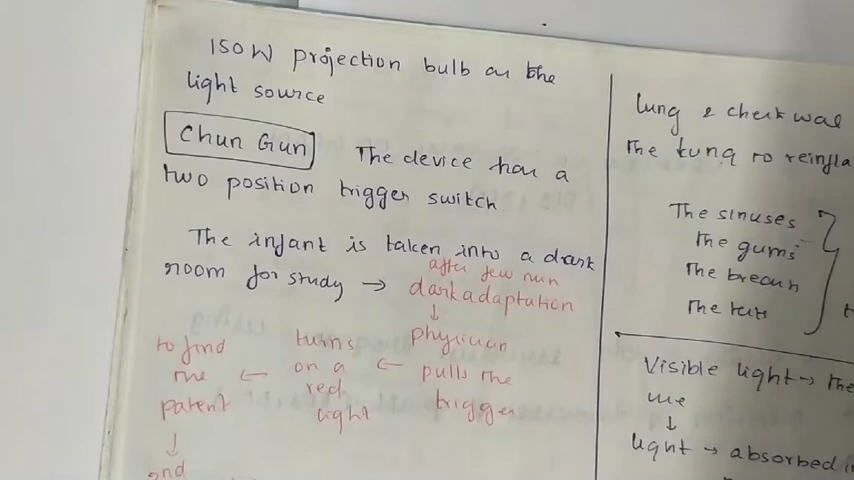 150W projection bulb as the
light source
Chun Gun The device has a
two position trigger switch
The infant is taken into a dark
room for study → after few min
dark adaptation
↓
physician
pulls the
trigger
←
turns
on a
red
light
←
to find
the
patent
↓
2nd
lung & chest wal
The lung to reinfla
The sinuses
The gums
The breasts
The
Visible light → The
use
↓
light → absorbed i